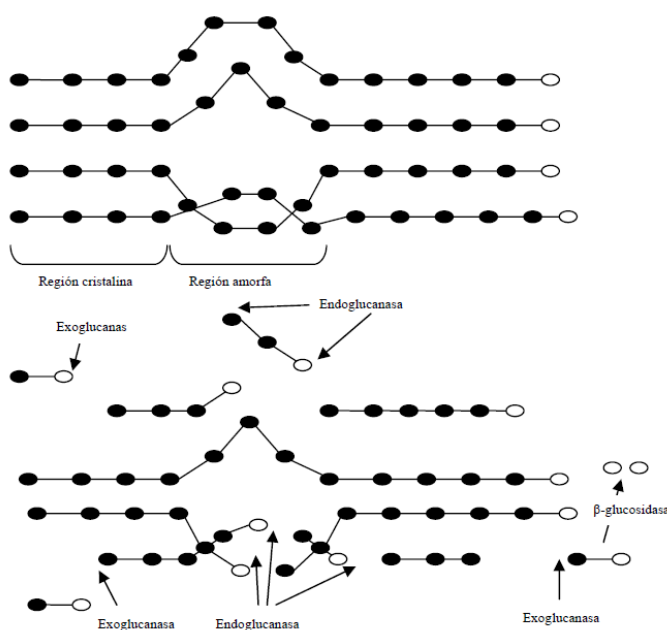 Región cristalina
Región amorfa
Endoglucanasa
Exoglucanas
β-glucosidasa
Exoglucanasa
Endoglucanasa
Exoglucanasa